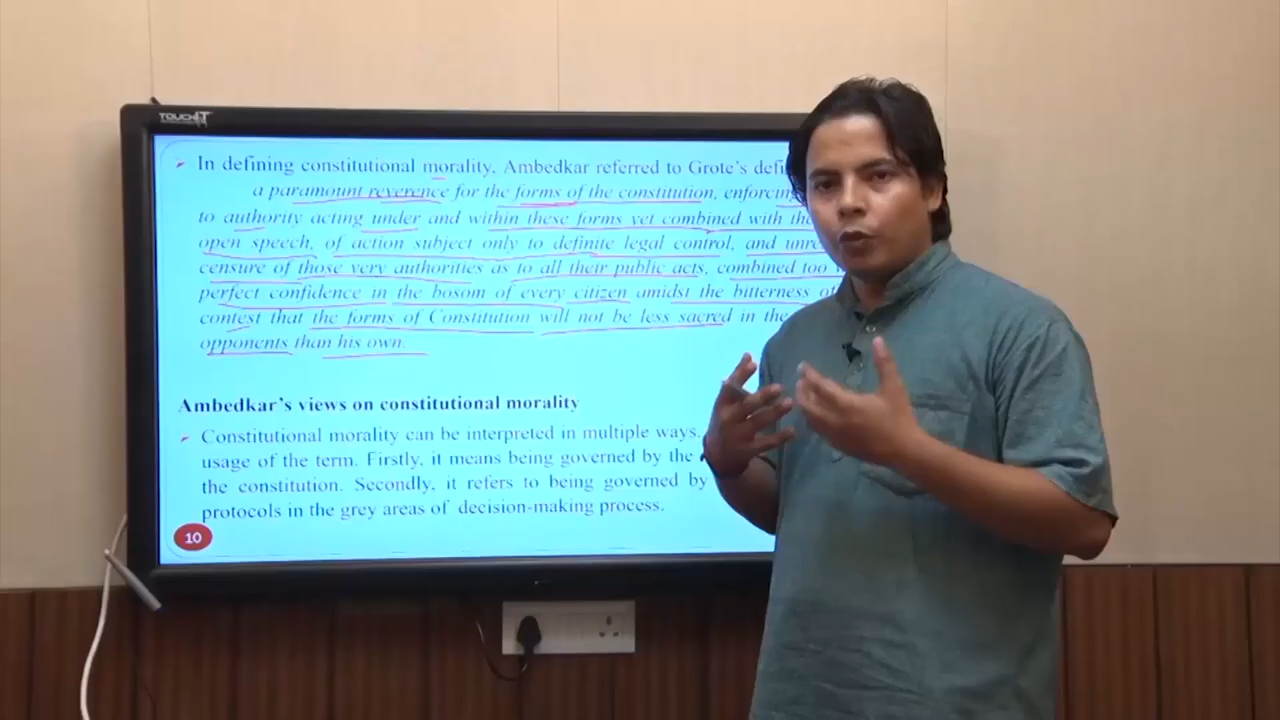 TOUCHIT
In defining constitutional morality, Ambedkar referred to Grote's
a paramount reverence for the forms of the constitution, enforcing
to authority acting under and within these forms yet combined with
open speech, of action subject only to definite legal control, and
censure of those very authorities as to all their public acts, combined too
perfect confidence in the bosom of every citizen amidst the bitterness of
contest that the forms of Constitution will not be less sacred in the
opponents than his own.
Ambedkar's views on constitutional morality
Constitutional morality can be interpreted in multiple ways.
usage of the term. Firstly, it means being governed by the
the constitution. Secondly, it refers to being governed by
protocols in the grey areas of decision-making process.
10